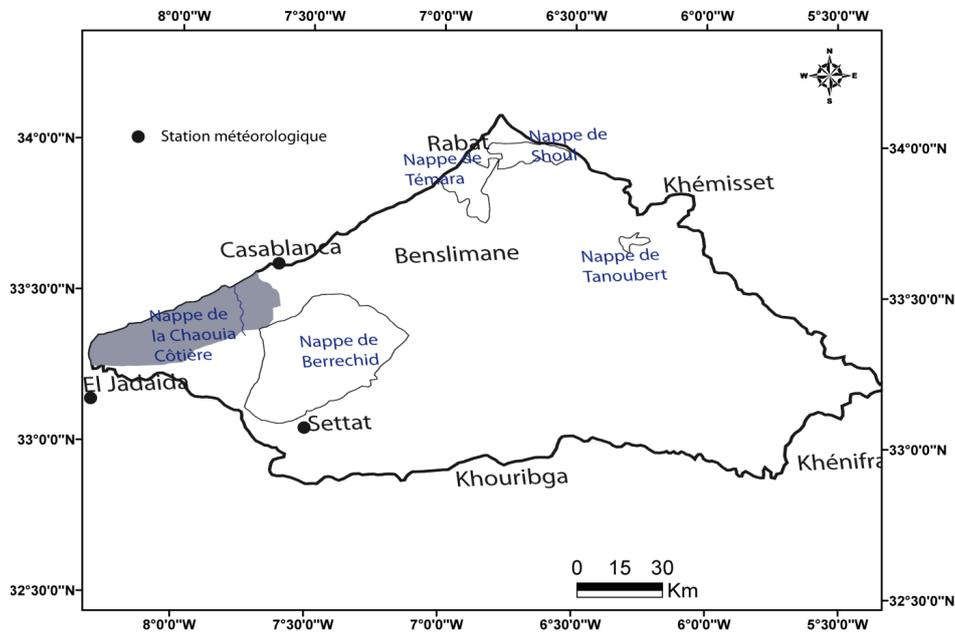 8°0'0"W 7°30'0"W 7°0'0"W 6°30'0"W 6°0'0"W 5°30'0"W
N
W E
S
34°0'0"N
Station météorologique
34°0'0"N
Rabat
Nappe de
Shoul
Nappe de
Témara
Khémisset
Casablanca
Benslimane
Nappe de
Tanoubert
33°30'0"N
33°30'0"N
Nappe de
la Chaouia
Côtière
Nappe de
Berrechid
El Jadaida
Settat
33°0'0"N
33°0'0"N
Khénifra
Khouribga
0 15 30
Km
32°30'0"N
32°30'0"N
8°0'0"W 7°30'0"W 7°0'0"W 6°30'0"W 6°0'0"W 5°30'0"W